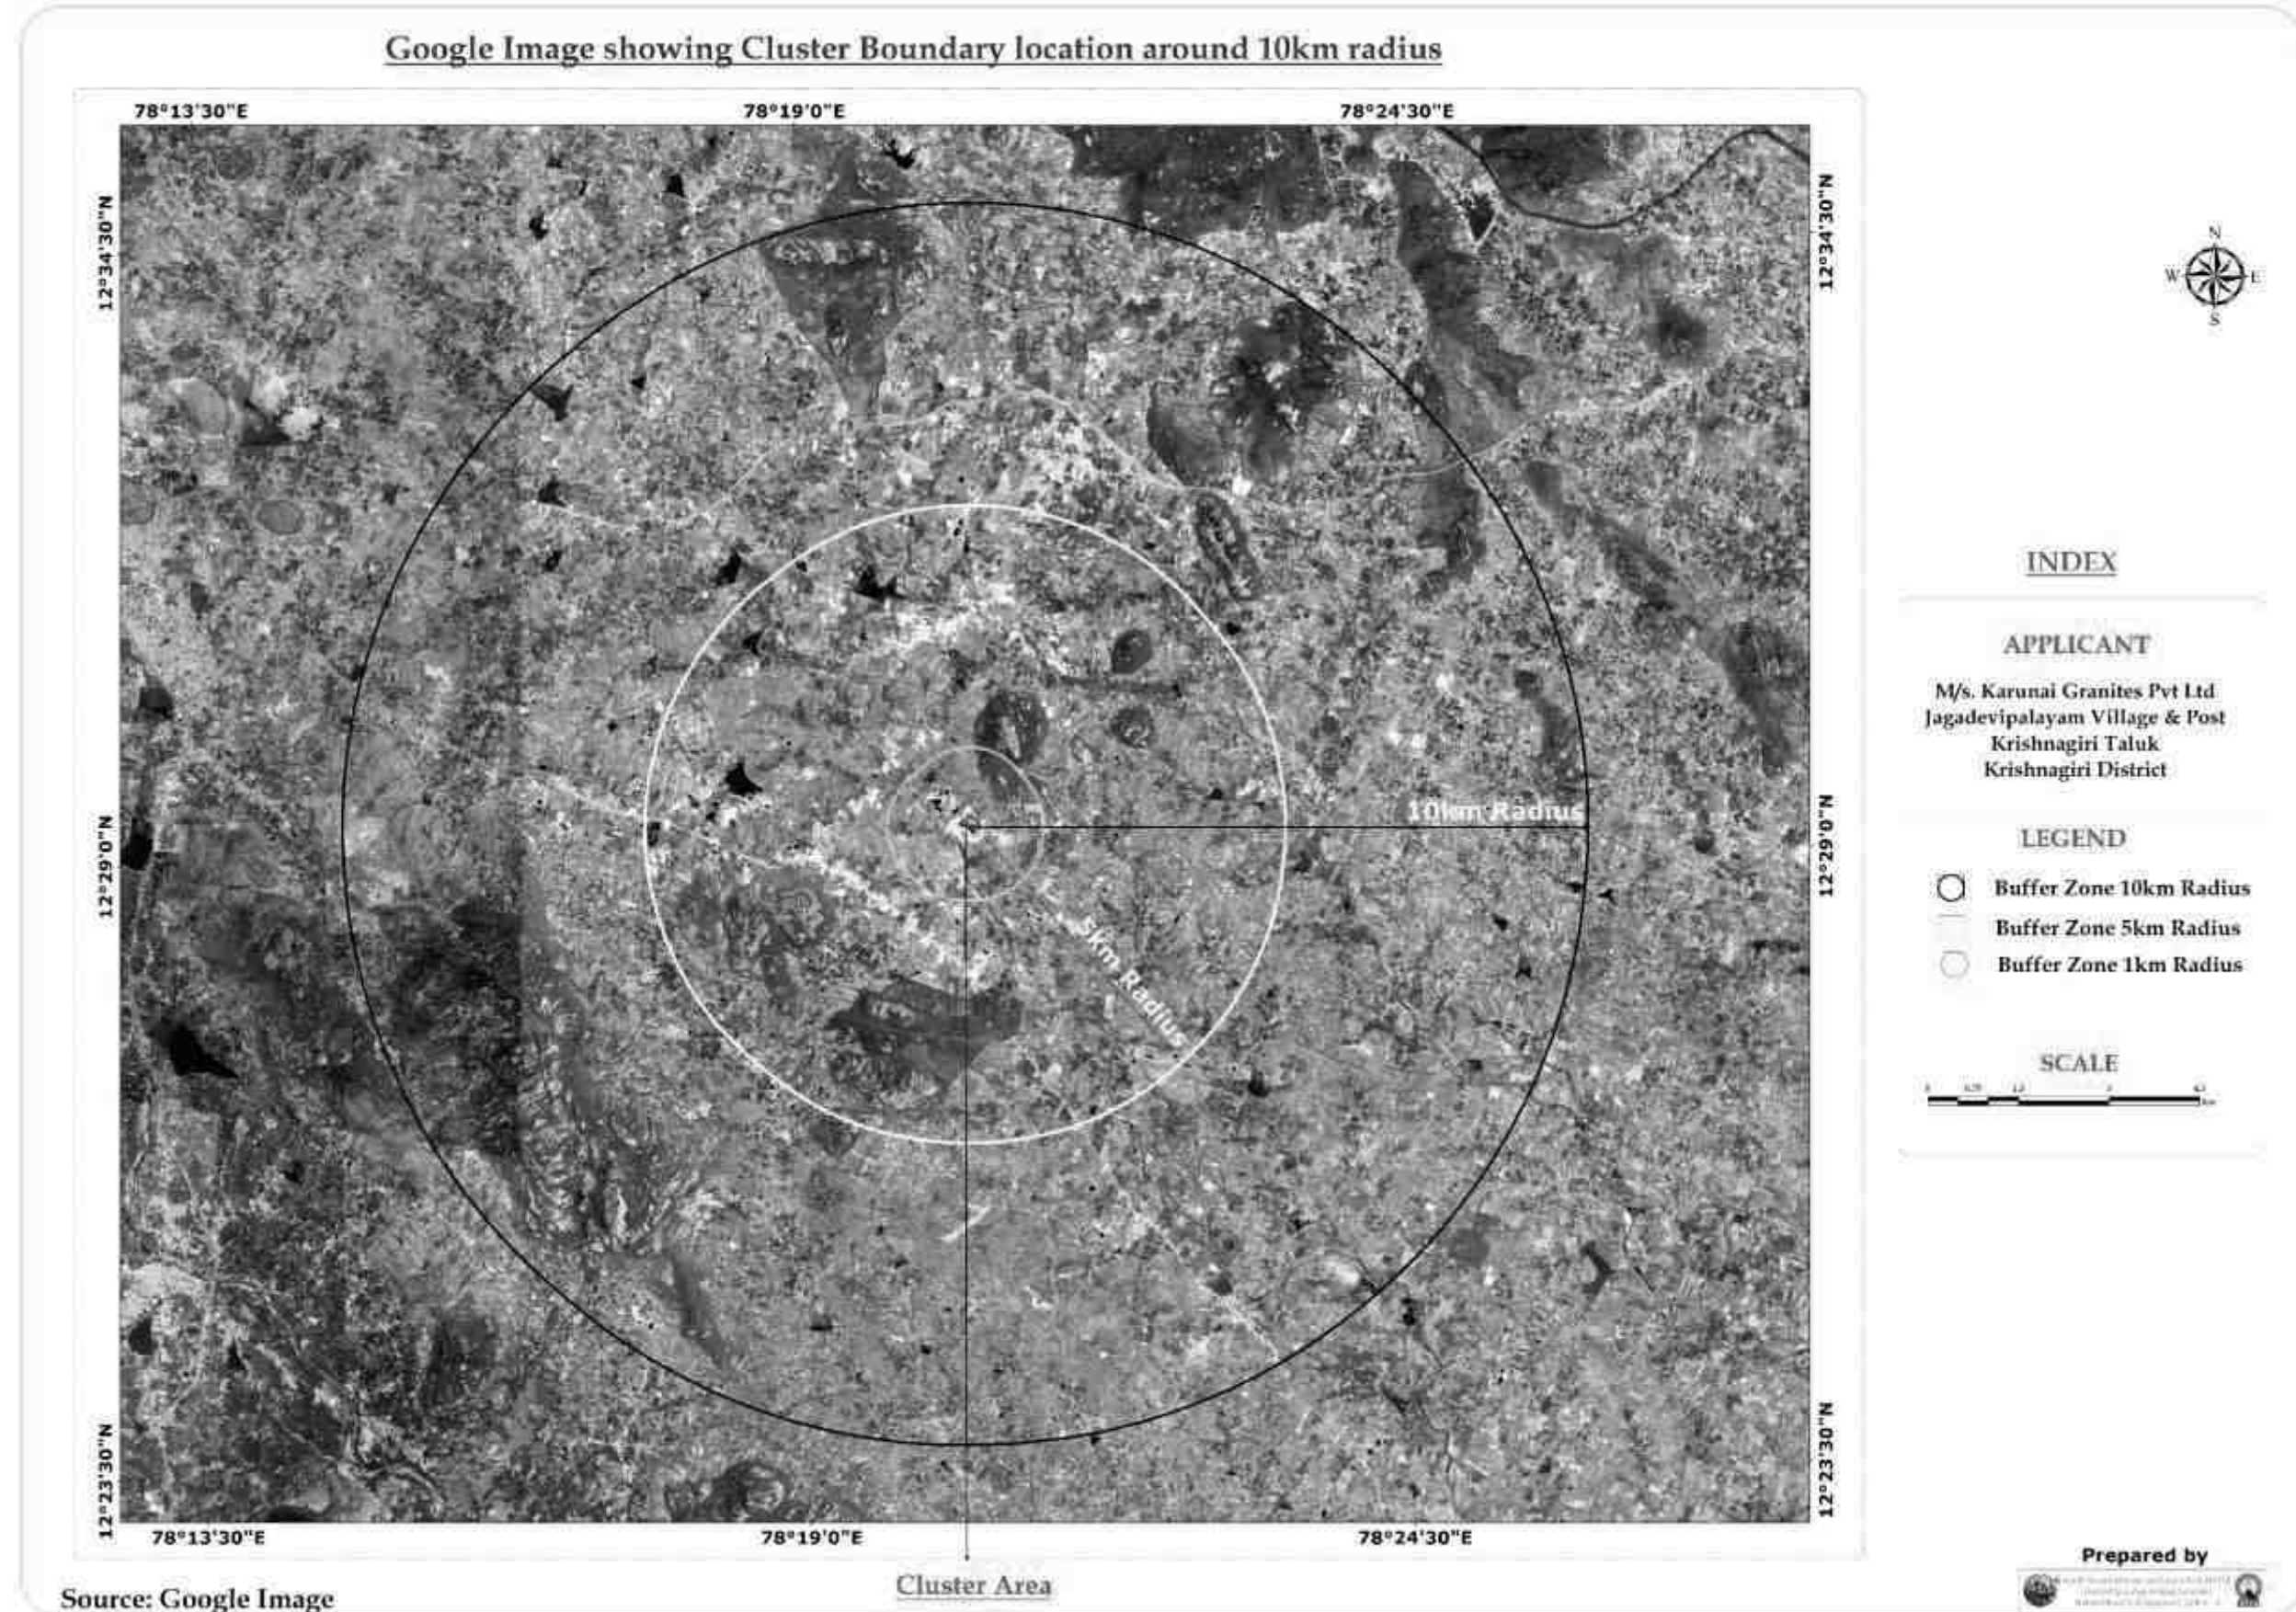 Google Image showing Cluster Boundary location around 10km radius
78°13'30"E 78°19'0"E 78°24'30"E
12°34'30"N 12°34'30"N
N
W E
S
INDEX
APPLICANT
M/s. Karunai Granites Pvt Ltd
Jagadevipalayam Village & Post
Krishnagiri Taluk
Krishnagiri District
10km Radius
12°29'0"N 12°29'0"N
LEGEND
Buffer Zone 10km Radius
Buffer Zone 5km Radius
Buffer Zone 1km Radius
5km Radius
SCALE
12°23'30"N 12°23'30"N
78°13'30"E 78°19'0"E 78°24'30"E
Cluster Area
Source: Google Image
Prepared by